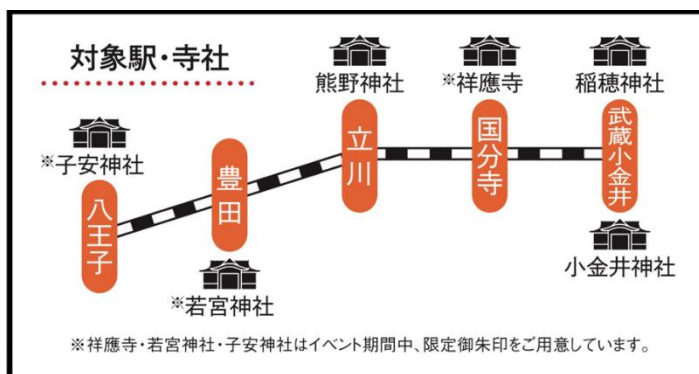 対象駅・寺社
熊野神社
※祥應寺
稲穂神社
※子安神社
八王子
豊田
立川
国分寺
武蔵小金井
※若宮神社
小金井神社
※祥應寺・若宮神社・子安神社はイベント期間中、限定御朱印をご用意しています。